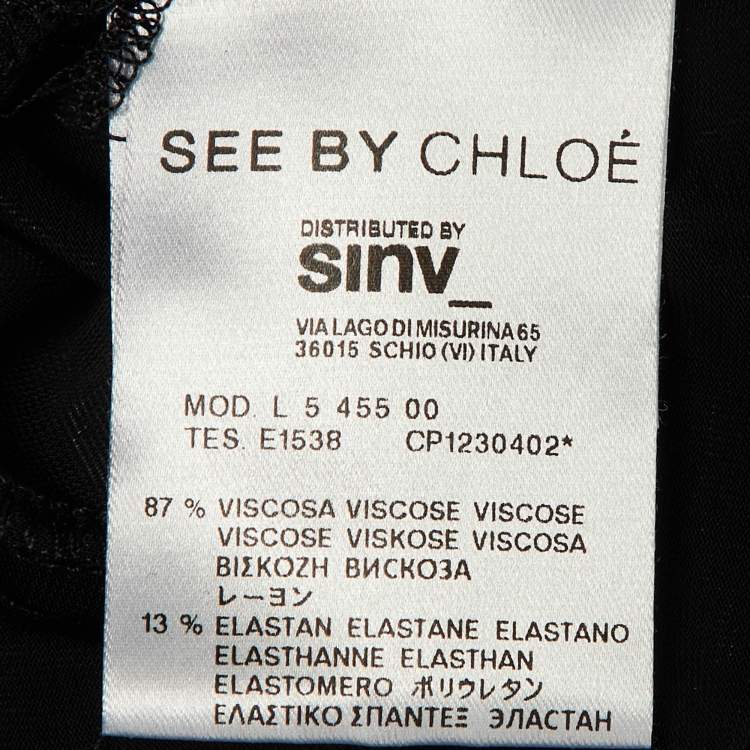 SEE BY CHLOÉ
DISTRIBUTED BY
sinv_
VIA LAGO DI MISURINA 65
36015 SCHIO (VI) ITALY
MOD. L 5 455 00
TES. E1538 CP1230402*
87 % VISCOSA VISCOSE VISCOSE
VISCOSE VISKOSE VISCOSA
ΒΙΣΚΟΖΗ ВИСКОЗА
レーヨン
13 % ELASTAN ELASTANE ELASTANO
ELASTHANNE ELASTHAN
ELASTOMERO ポリウレタン
ΕΛΑΣΤΙΚΟ ΣΠΑΝΤΕΞ ЭЛАСТАН